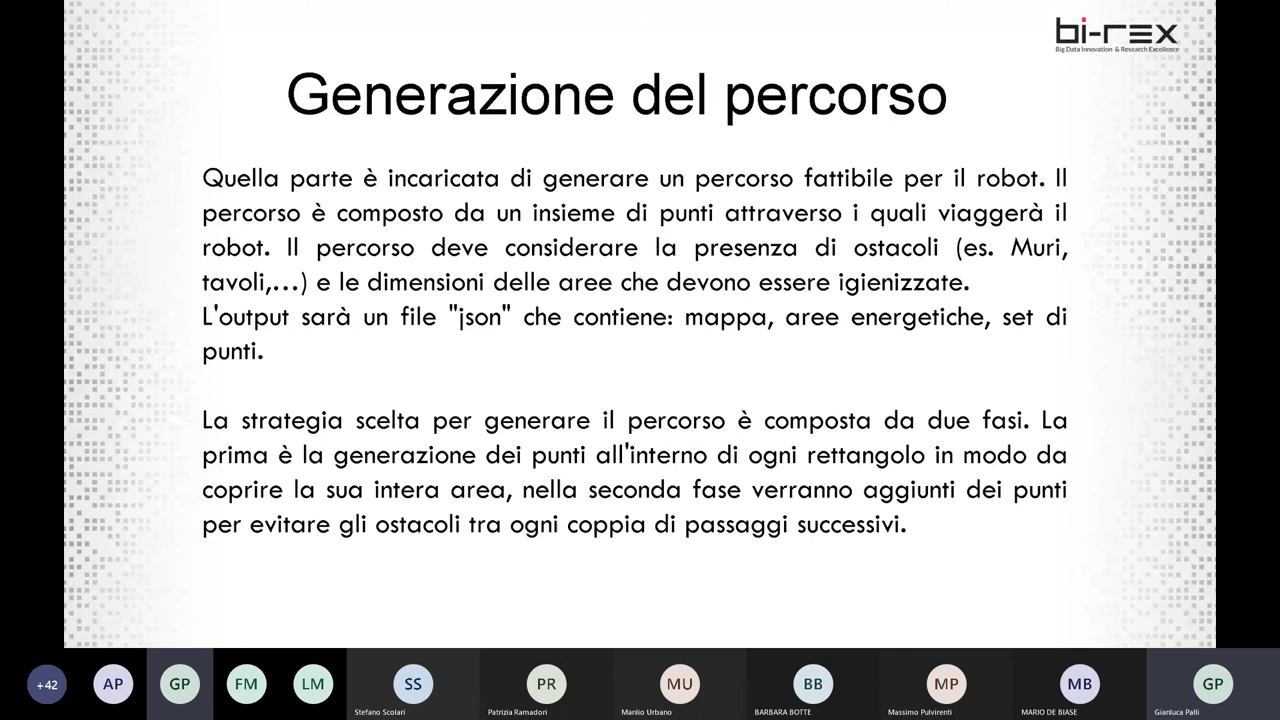 bi-rex
Big Data Innovation & Research Excellence
Generazione del percorso
Quella parte è incaricata di generare un percorso fattibile per il robot. Il
percorso è composto da un insieme di punti attraverso i quali viaggerà il
robot. Il percorso deve considerare la presenza di ostacoli (es. Muri,
tavoli,...) e le dimensioni delle aree che devono essere igienizzate.
L'output sarà un file "json" che contiene: mappa, aree energetiche, set di
punti.
La strategia scelta per generare il percorso è composta da due fasi. La
prima è la generazione dei punti all'interno di ogni rettangolo in modo da
coprire la sua intera area, nella seconda fase verranno aggiunti dei punti
per evitare gli ostacoli tra ogni coppia di passaggi successivi.
+42 AP GP FM LM SS PR MU BB MP MB GP
Stefano Scolari Patrizia Ramadori Manlio Urbano BARBARA BOTTE Massimo Pulvirenti MARIO DE BIASE Gianluca Palli